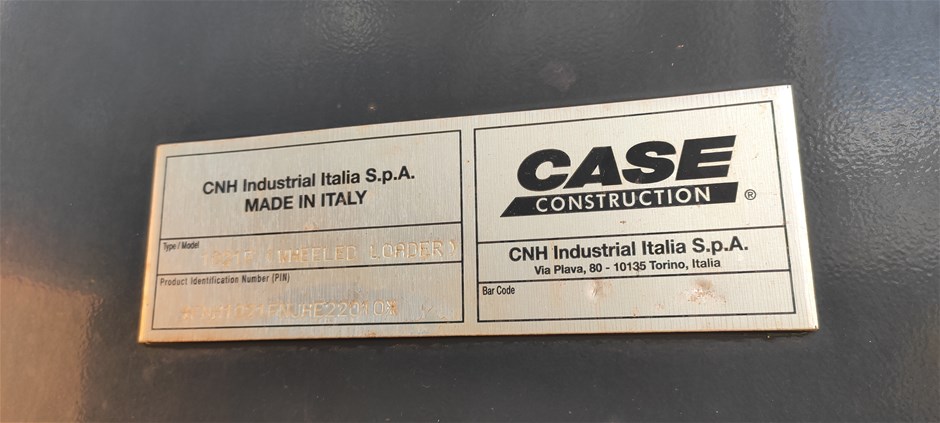 CNH Industrial Italia S.p.A.
MADE IN ITALY
Type / Model
(WHEELED LOADER)
Product Identification Number (PIN)
CASE
CONSTRUCTION
®
CNH Industrial Italia S.p.A.
Via Plava, 80 - 10135 Torino, Italia
Bar Code